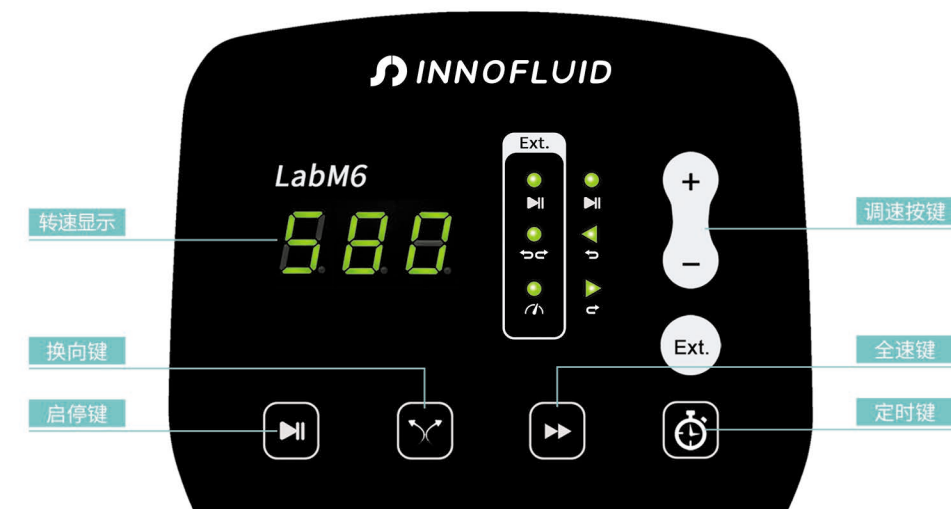 INNOFLUID
Ext.
LabM6
+
转速显示
调速按键
580
−
换向键
Ext.
全速键
启停键
定时键